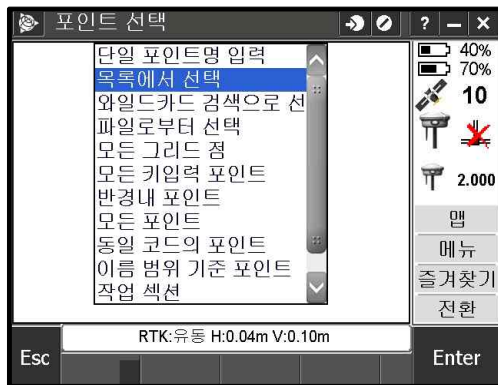 포인트 선택
? – ×
단일 포인트명 입력
목록에서 선택
와일드카드 검색으로 선
파일로부터 선택
모든 그리드 점
모든 키입력 포인트
반경내 포인트
모든 포인트
동일 코드의 포인트
이름 범위 기준 포인트
작업 섹션
40%
70%
10
2.000
맵
메뉴
즐겨찾기
전환
RTK:유동 H:0.04m V:0.10m
Esc
Enter